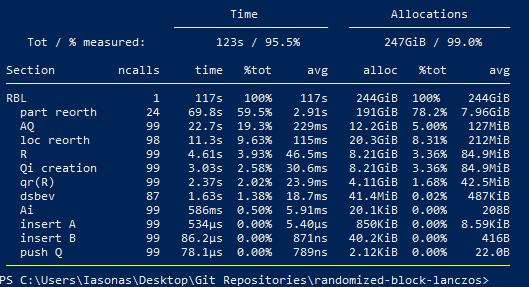 Time Allocations
Tot / % measured: 123s / 95.5% 247GiB / 99.0%
Section ncalls time %tot avg alloc %tot avg
RBL 1 117s 100% 117s 244GiB 100% 244GiB
part reorth 24 69.8s 59.5% 2.91s 191GiB 78.2% 7.96GiB
AQ 99 22.7s 19.3% 229ms 12.2GiB 5.00% 127MiB
loc reorth 98 11.3s 9.63% 115ms 20.3GiB 8.31% 212MiB
R 99 4.61s 3.93% 46.5ms 8.21GiB 3.36% 84.9MiB
Qi creation 99 3.03s 2.58% 30.6ms 8.21GiB 3.36% 84.9MiB
qr(R) 99 2.37s 2.02% 23.9ms 4.11GiB 1.68% 42.5MiB
dsbev 87 1.63s 1.38% 18.7ms 41.4MiB 0.02% 487KiB
Ai 99 586ms 0.50% 5.91ms 20.1KiB 0.00% 208B
insert A 99 534μs 0.00% 5.40μs 850KiB 0.00% 8.59KiB
insert B 99 86.2μs 0.00% 871ns 40.2KiB 0.00% 416B
push Q 99 78.1μs 0.00% 789ns 2.12KiB 0.00% 22.0B
PS C:\Users\Iasonas\Desktop\Git Repositories\randomized-block-lanczos>